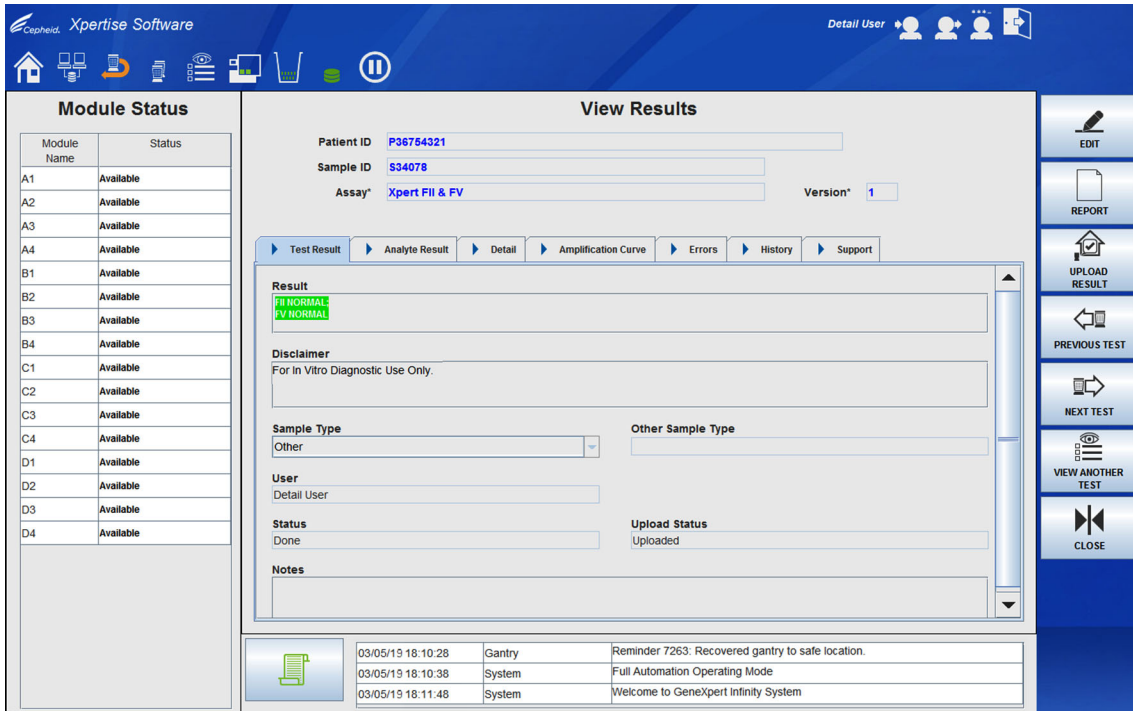 Cepheid. Xpertise Software
Detail User
Module Status
Module Name
Status
A1 Available
A2 Available
A3 Available
A4 Available
B1 Available
B2 Available
B3 Available
B4 Available
C1 Available
C2 Available
C3 Available
C4 Available
D1 Available
D2 Available
D3 Available
D4 Available
View Results
Patient ID P36754321
Sample ID S34078
Assay* Xpert FII & FV Version* 1
Test Result Analyte Result Detail Amplification Curve Errors History Support
Result
FII NORMAL;
FV NORMAL
Disclaimer
For In Vitro Diagnostic Use Only.
Sample Type Other Sample Type
Other
User
Detail User
Status Upload Status
Done Uploaded
Notes
03/05/19 18:10:28 Gantry Reminder 7263: Recovered gantry to safe location.
03/05/19 18:10:38 System Full Automation Operating Mode
03/05/19 18:11:48 System Welcome to GeneXpert Infinity System
EDIT
REPORT
UPLOAD
RESULT
PREVIOUS TEST
NEXT TEST
VIEW ANOTHER
TEST
CLOSE